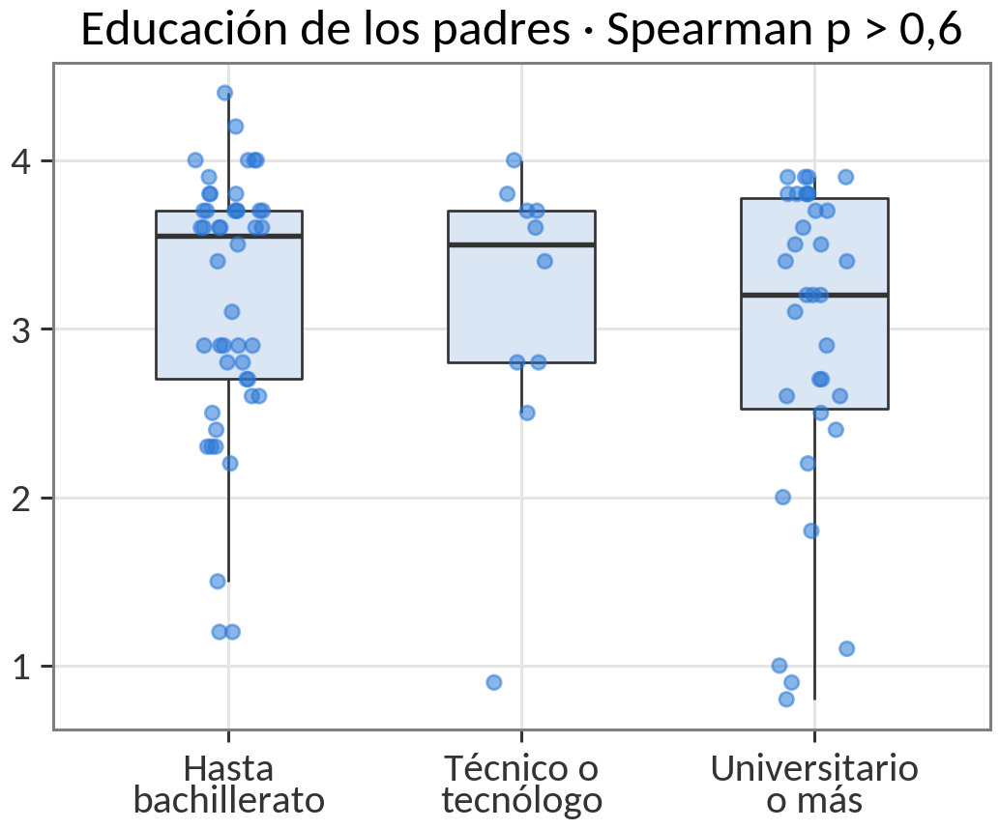 Educación de los padres · Spearman p > 0,6
4
3
2
1
Hasta
bachillerato
Técnico o
tecnólogo
Universitario
o más